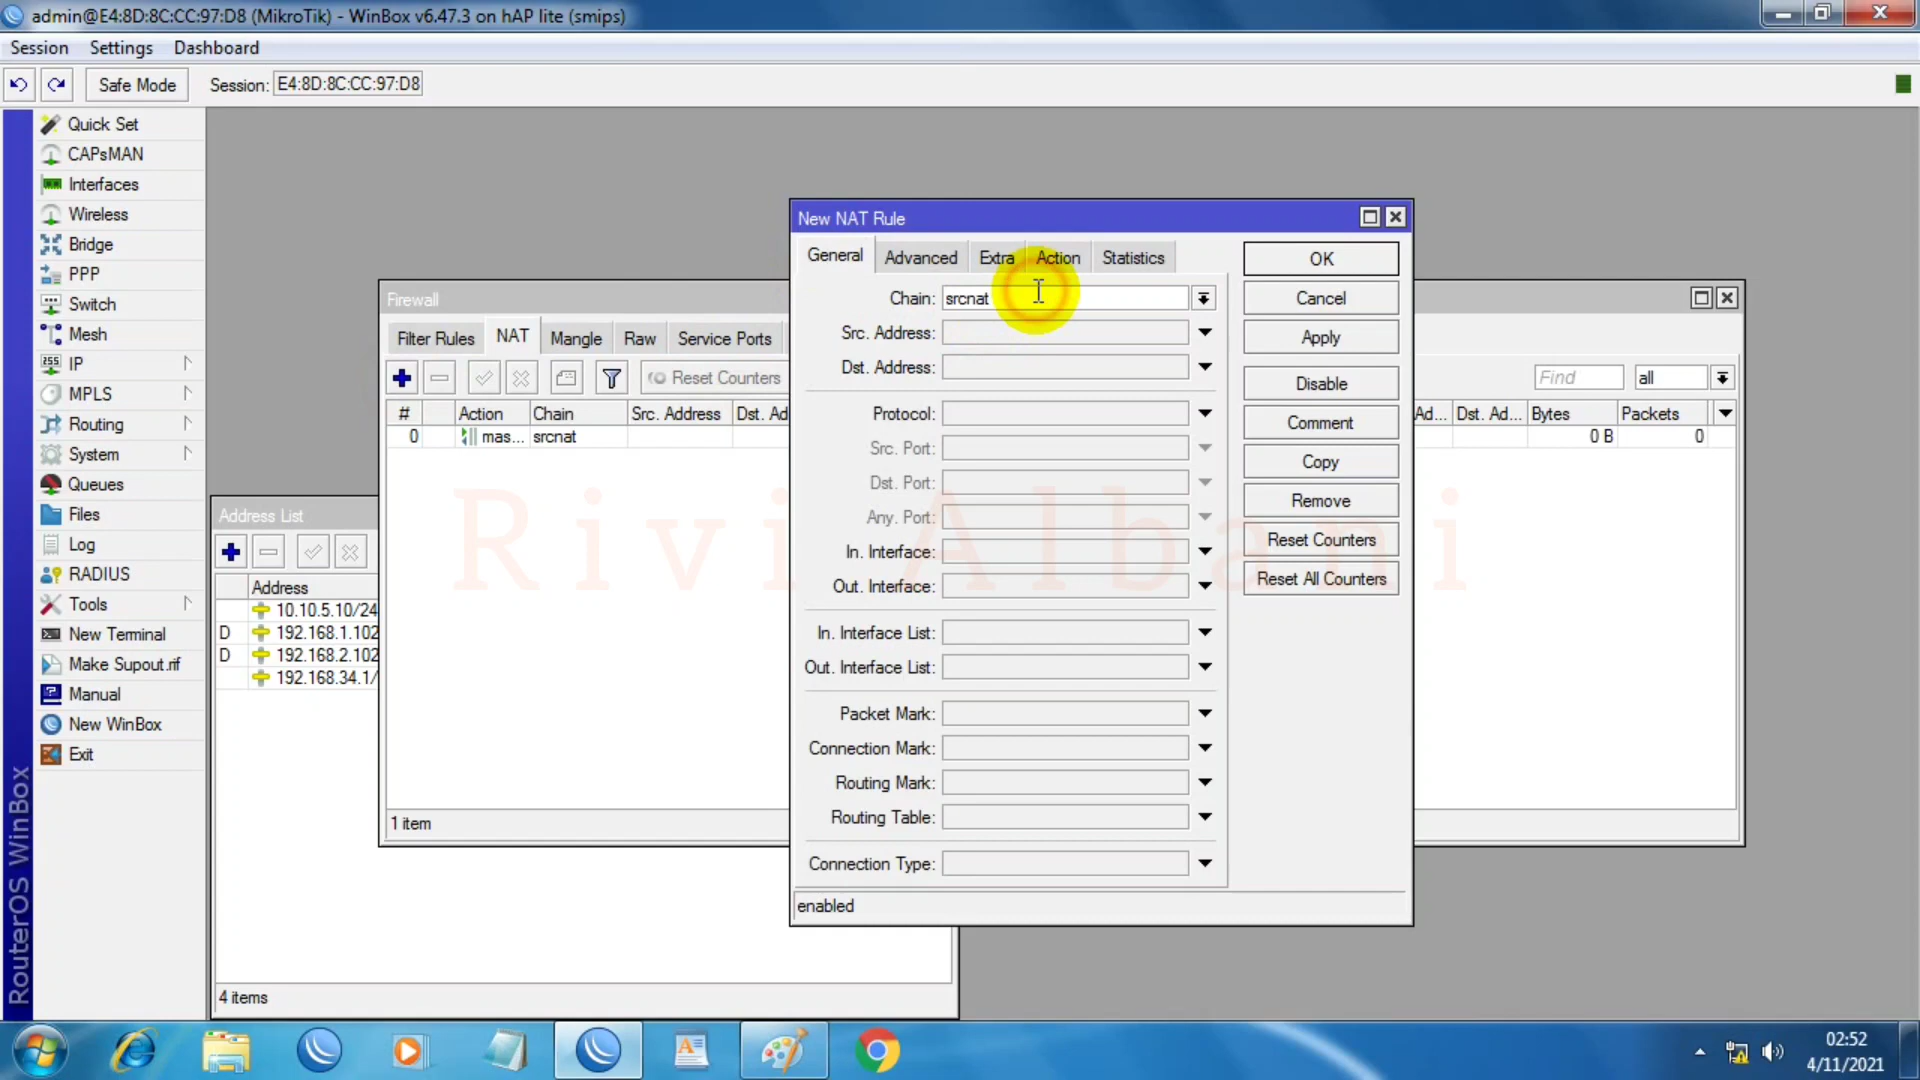 admin@E4:8D:8C:CC:97:D8 (MikroTik) - WinBox v6.47.3 on hAP lite (smips)
Session Settings Dashboard
Safe Mode Session: E4:8D:8C:CC:97:D8
Quick Set
CAPsMAN
Interfaces
Wireless
Bridge
PPP
Switch
Mesh
IP
MPLS
Routing
System
Queues
Files
Log
RADIUS
Tools
New Terminal
Make Supout.rif
Manual
New WinBox
Exit
RouterOS WinBox
Firewall
Filter Rules NAT Mangle Raw Service Ports
Reset Counters
Find all
# Action Chain Src. Address Dst. Ad
Ad... Dst. Ad... Bytes Packets
0 mas... srcnat 0 B 0
1 item
Address List
Address
10.10.5.10/24
D 192.168.1.102
D 192.168.2.102
192.168.34.1/
4 items
New NAT Rule
General Advanced Extra Action Statistics
Chain: srcnat
Src. Address:
Dst. Address:
Protocol:
Src. Port:
Dst. Port:
Any. Port:
In. Interface:
Out. Interface:
In. Interface List:
Out. Interface List:
Packet Mark:
Connection Mark:
Routing Mark:
Routing Table:
Connection Type:
enabled
OK
Cancel
Apply
Disable
Comment
Copy
Remove
Reset Counters
Reset All Counters
Rivi Albani
02:52
4/11/2021